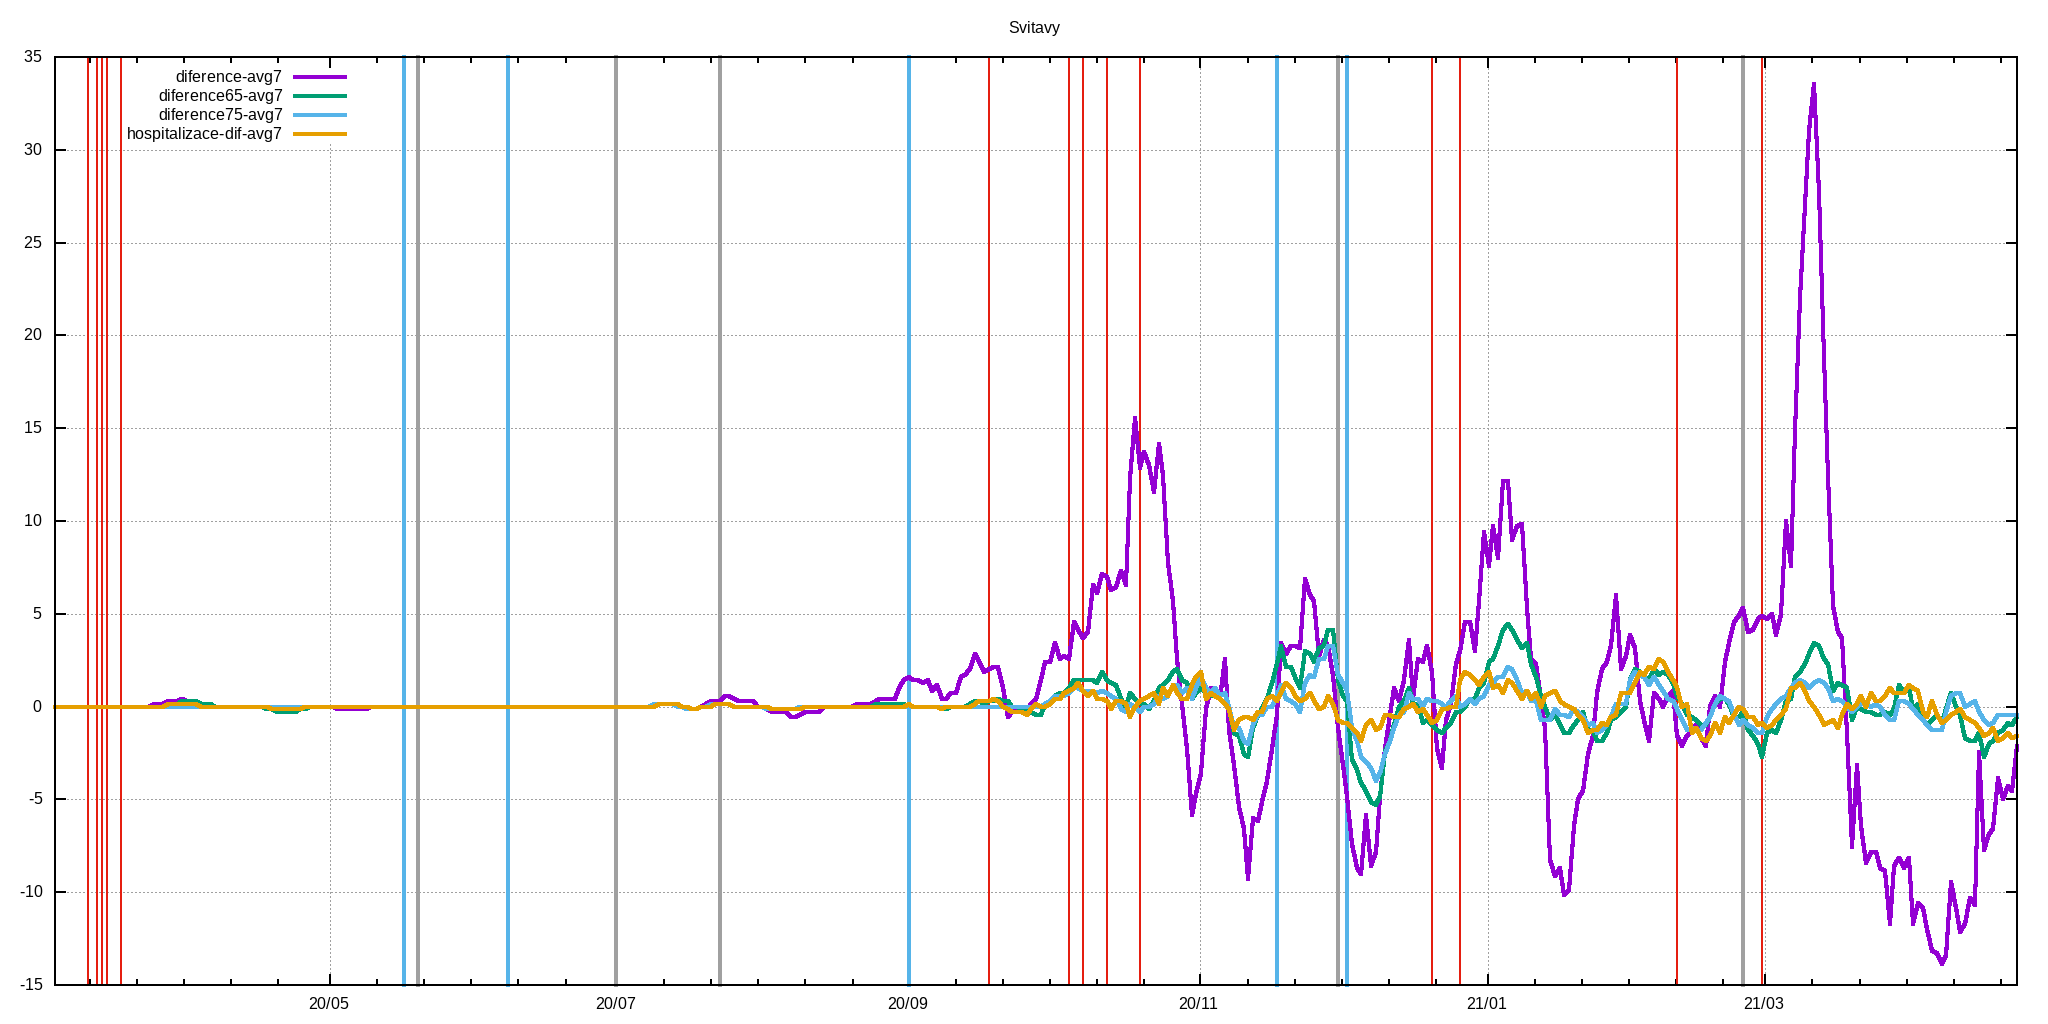 Svitavy
35
diference-avg7
diference65-avg7
diference75-avg7
hospitalizace-dif-avg7
30
25
20
15
10
5
0
-5
-10
-15
20/05 20/07 20/09 20/11 21/01 21/03